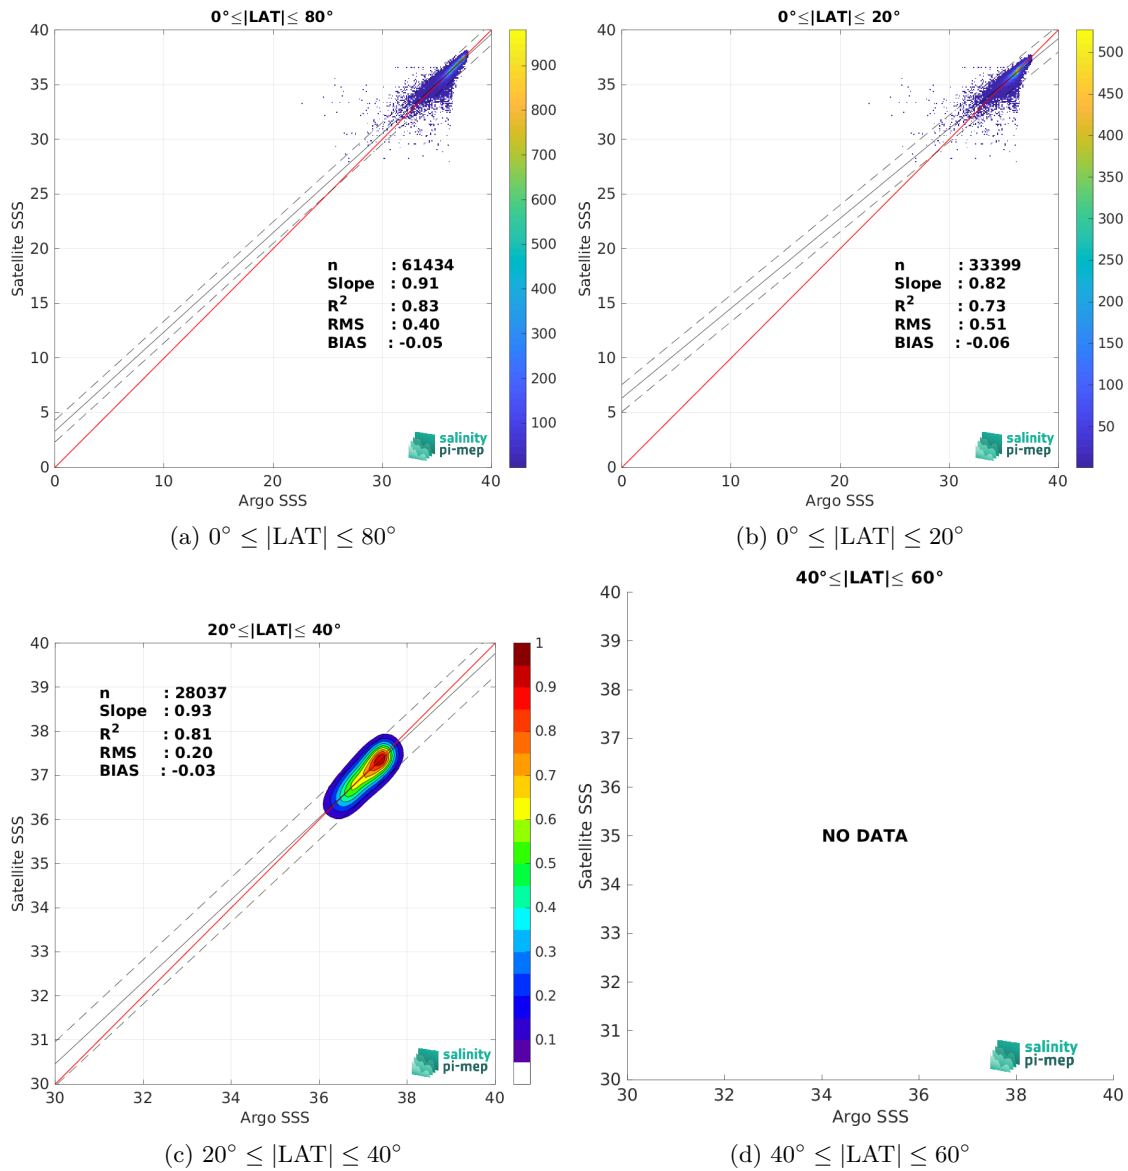 0°≤|LAT|≤ 80°
40
35
30
25
20
15
10
5
0
Satellite SSS
n : 61434
Slope : 0.91
R² : 0.83
RMS : 0.40
BIAS : -0.05
salinity
pi-mep
0 10 20 30 40
Argo SSS
900
800
700
600
500
400
300
200
100
(a) 0° ≤ |LAT| ≤ 80°
0°≤|LAT|≤ 20°
40
35
30
25
20
15
10
5
0
Satellite SSS
n : 33399
Slope : 0.82
R² : 0.73
RMS : 0.51
BIAS : -0.06
salinity
pi-mep
0 10 20 30 40
Argo SSS
500
450
400
350
300
250
200
150
100
50
(b) 0° ≤ |LAT| ≤ 20°
20°≤|LAT|≤ 40°
40
39
38
37
36
35
34
33
32
31
30
Satellite SSS
n : 28037
Slope : 0.93
R² : 0.81
RMS : 0.20
BIAS : -0.03
salinity
pi-mep
30 32 34 36 38 40
Argo SSS
1
0.9
0.8
0.7
0.6
0.5
0.4
0.3
0.2
0.1
(c) 20° ≤ |LAT| ≤ 40°
40°≤|LAT|≤ 60°
40
39
38
37
36
35
34
33
32
31
30
Satellite SSS
NO DATA
salinity
pi-mep
30 32 34 36 38 40
Argo SSS
(d) 40° ≤ |LAT| ≤ 60°